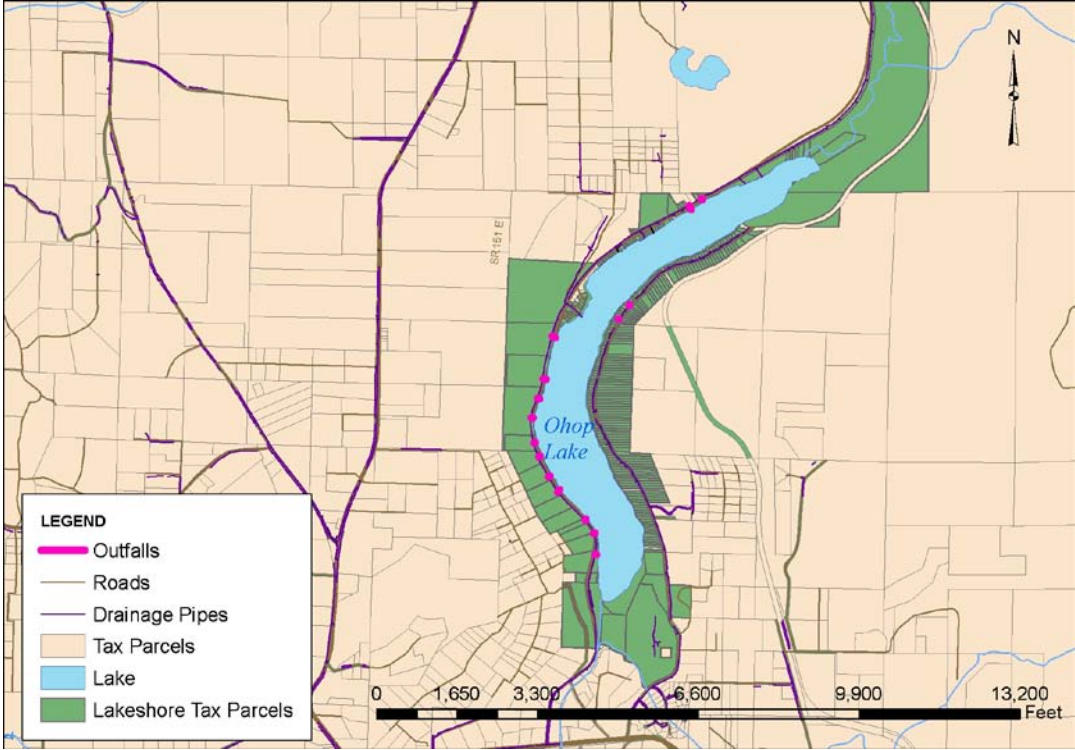 N
SR161 E
Ohop
Lake
LEGEND
Outfalls
Roads
Drainage Pipes
Tax Parcels
Lake
Lakeshore Tax Parcels
0 1,650 3,300 6,600 9,900 13,200
Feet